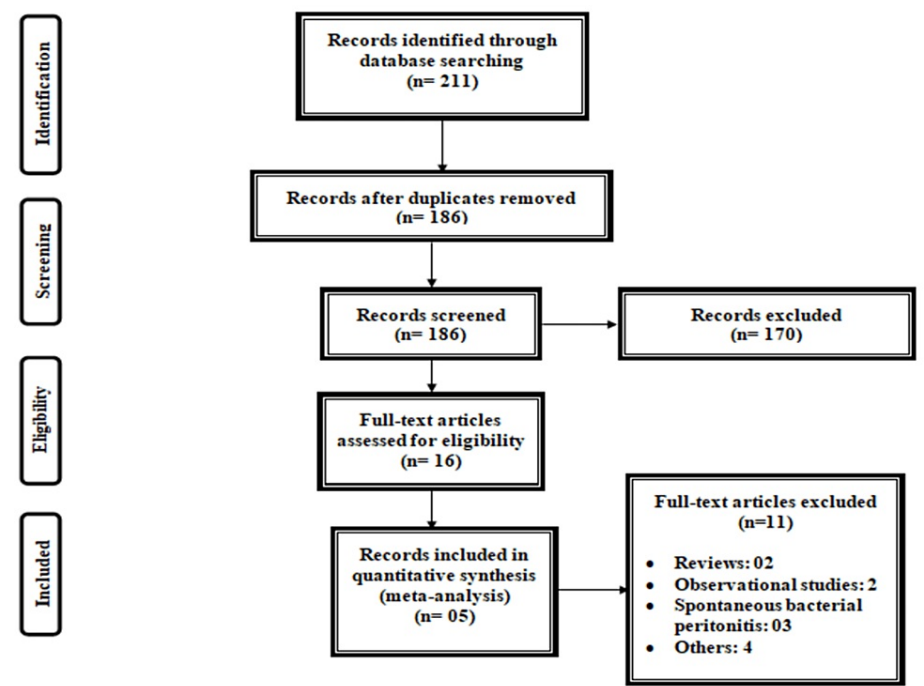 Identification
Records identified through
database searching
(n= 211)
Records after duplicates removed
(n= 186)
Screening
Records screened
(n= 186)
Records excluded
(n= 170)
Eligibility
Full-text articles
assessed for eligibility
(n= 16)
Included
Records included in
quantitative synthesis
(meta-analysis)
(n= 05)
Full-text articles excluded
(n=11)
• Reviews: 02
• Observational studies: 2
• Spontaneous bacterial
peritonitis: 03
• Others: 4